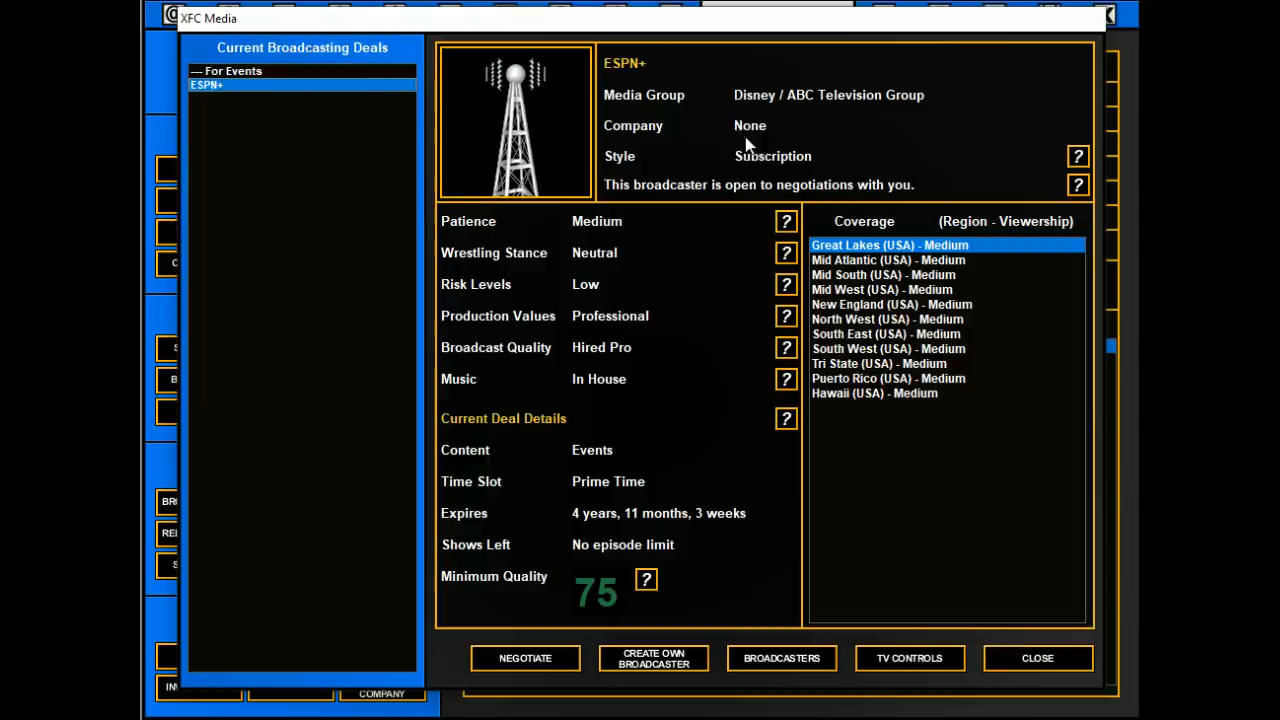 XFC Media
Current Broadcasting Deals
--- For Events
ESPN+
ESPN+
Media Group Disney / ABC Television Group
Company None
Style Subscription ?
This broadcaster is open to negotiations with you. ?
Patience Medium ?
Wrestling Stance Neutral ?
Risk Levels Low ?
Production Values Professional ?
Broadcast Quality Hired Pro ?
Music In House ?
Current Deal Details ?
Content Events
Time Slot Prime Time
Expires 4 years, 11 months, 3 weeks
Shows Left No episode limit
Minimum Quality 75 ?
Coverage (Region - Viewership)
Great Lakes (USA) - Medium
Mid Atlantic (USA) - Medium
Mid South (USA) - Medium
Mid West (USA) - Medium
New England (USA) - Medium
North West (USA) - Medium
South East (USA) - Medium
South West (USA) - Medium
Tri State (USA) - Medium
Puerto Rico (USA) - Medium
Hawaii (USA) - Medium
NEGOTIATE
CREATE OWN
BROADCASTER
BROADCASTERS
TV CONTROLS
CLOSE
COMPANY